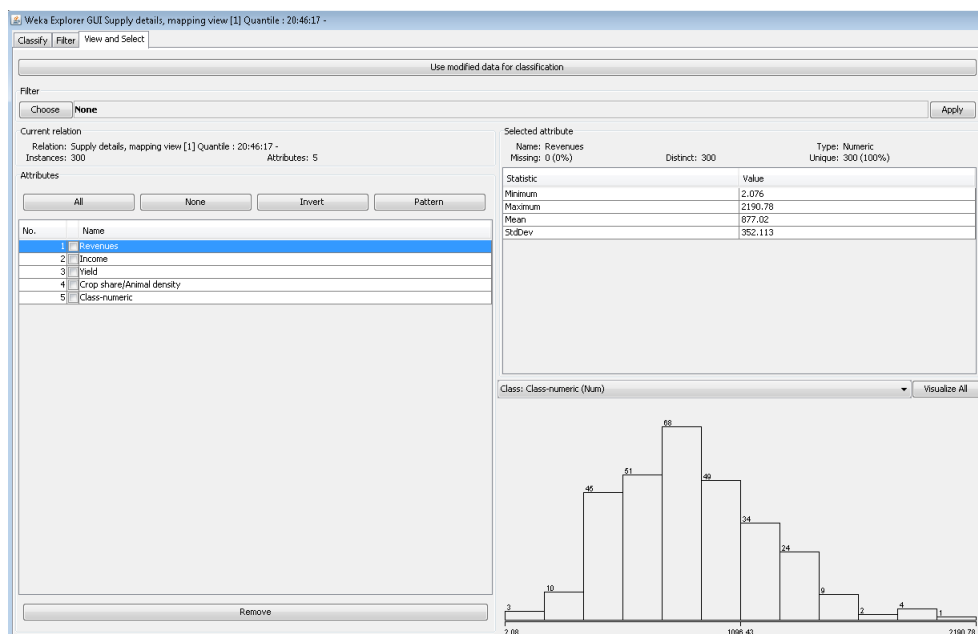 Weka Explorer GUI Supply details, mapping view [1] Quantile : 20:46:17 -
Classify Filter View and Select
Use modified data for classification
Filter
Choose None Apply
Current relation
Relation: Supply details, mapping view [1] Quantile : 20:46:17 -
Instances: 300 Attributes: 5
Attributes
All None Invert Pattern
No. Name
1 Revenues
2 Income
3 Yield
4 Crop share/Animal density
5 Class-numeric
Remove
Selected attribute
Name: Revenues Type: Numeric
Missing: 0 (0%) Distinct: 300 Unique: 300 (100%)
Statistic Value
Minimum 2.076
Maximum 2190.78
Mean 877.02
StdDev 352.113
Class: Class-numeric (Num) Visualize All
68
51
49
34
24
10
9
3
2
4
1
2.08 1096.43 2190.78